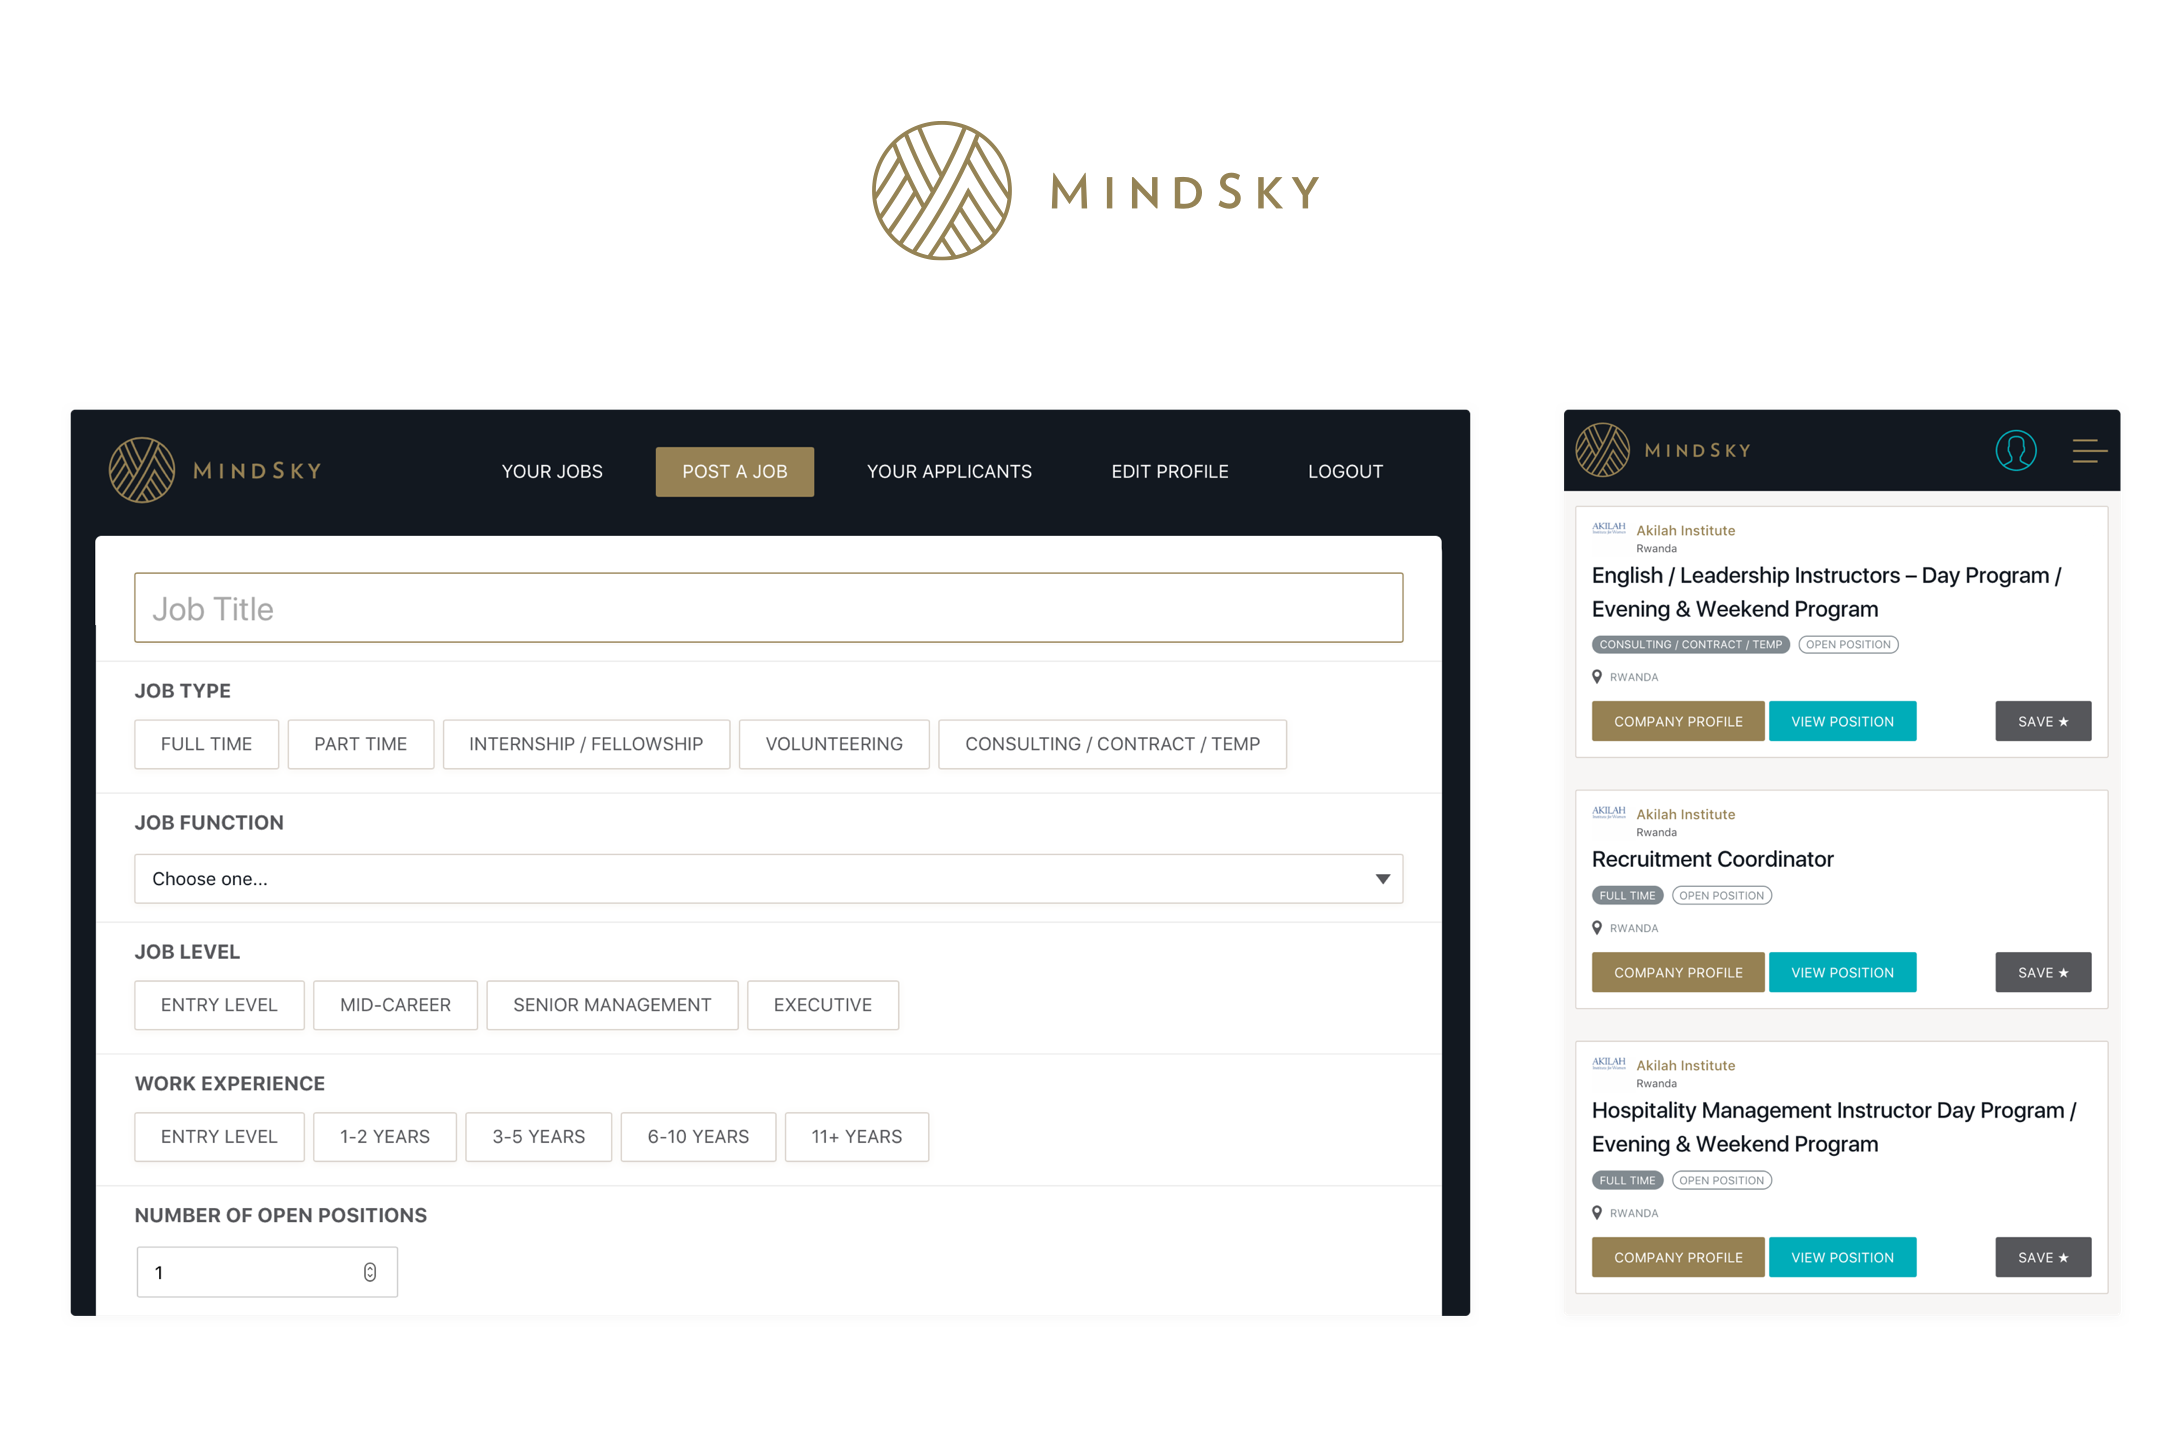 MINDSKY
MINDSKY
YOUR JOBS
POST A JOB
YOUR APPLICANTS
EDIT PROFILE
LOGOUT
Job Title
JOB TYPE
FULL TIME
PART TIME
INTERNSHIP / FELLOWSHIP
VOLUNTEERING
CONSULTING / CONTRACT / TEMP
JOB FUNCTION
Choose one...
JOB LEVEL
ENTRY LEVEL
MID-CAREER
SENIOR MANAGEMENT
EXECUTIVE
WORK EXPERIENCE
ENTRY LEVEL
1-2 YEARS
3-5 YEARS
6-10 YEARS
11+ YEARS
NUMBER OF OPEN POSITIONS
1
MINDSKY
AKILAH
Akilah Institute
Rwanda
English / Leadership Instructors – Day Program /
Evening & Weekend Program
CONSULTING / CONTRACT / TEMP
OPEN POSITION
RWANDA
COMPANY PROFILE
VIEW POSITION
SAVE ★
AKILAH
Akilah Institute
Rwanda
Recruitment Coordinator
FULL TIME
OPEN POSITION
RWANDA
COMPANY PROFILE
VIEW POSITION
SAVE ★
AKILAH
Akilah Institute
Rwanda
Hospitality Management Instructor Day Program /
Evening & Weekend Program
FULL TIME
OPEN POSITION
RWANDA
COMPANY PROFILE
VIEW POSITION
SAVE ★